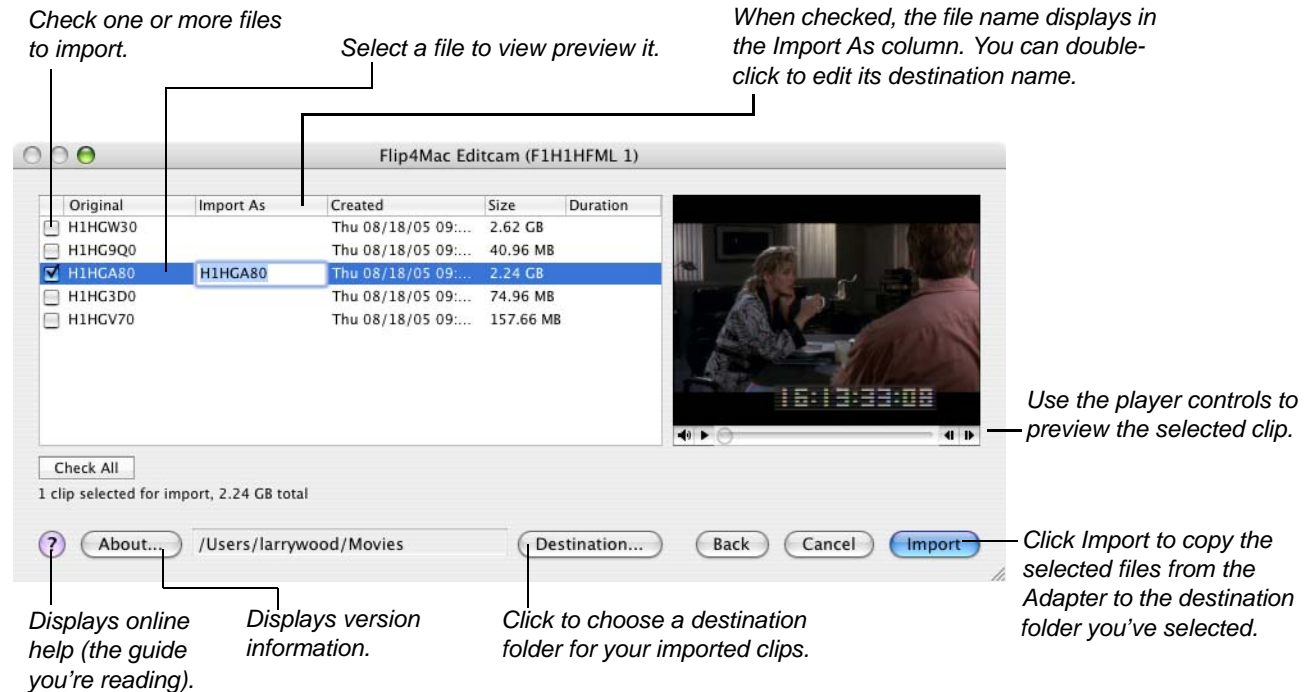 Check one or more files
to import.
Select a file to view preview it.
When checked, the file name displays in
the Import As column. You can double-
click to edit its destination name.
Flip4Mac Editcam (F1H1HFML 1)
Original Import As Created Size Duration
H1HGW30 Thu 08/18/05 09:... 2.62 GB
H1HG9Q0 Thu 08/18/05 09:... 40.96 MB
H1HGA80 H1HGA80 Thu 08/18/05 09:... 2.24 GB
H1HG3D0 Thu 08/18/05 09:... 74.96 MB
H1HGV70 Thu 08/18/05 09:... 157.66 MB
16:13:33:08
Use the player controls to
preview the selected clip.
Check All
1 clip selected for import, 2.24 GB total
? About... /Users/larrywood/Movies Destination... Back Cancel Import
Click Import to copy the
selected files from the
Adapter to the destination
folder you've selected.
Displays online
help (the guide
you're reading).
Displays version
information.
Click to choose a destination
folder for your imported clips.